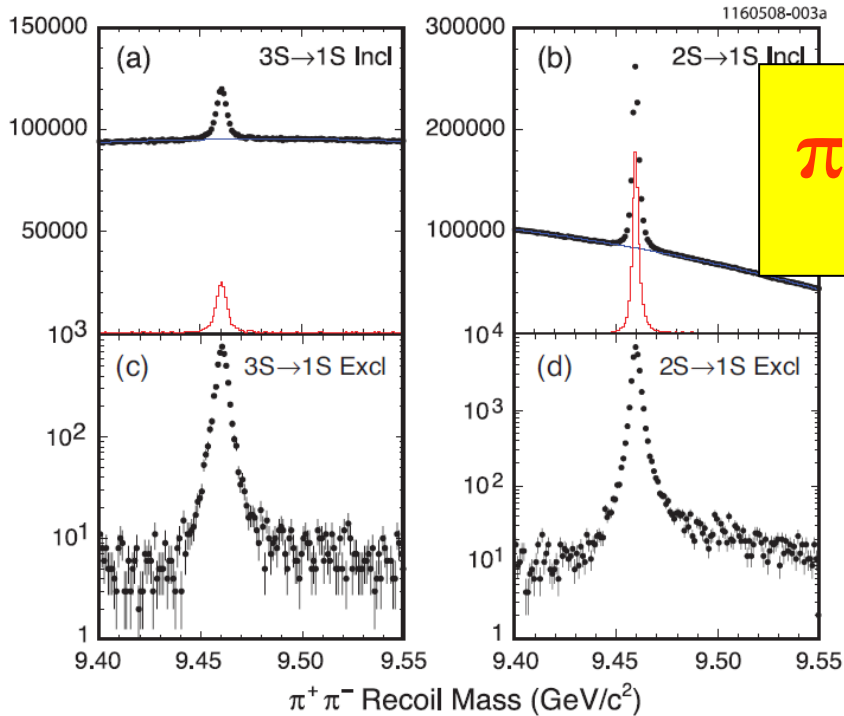 1160508-003a
150000
100000
50000
10³
(a)
3S→1S Incl
300000
200000
100000
10⁴
(b)
2S→1S Incl
π
10²
10¹
1
(c)
3S→1S Excl
10³
10²
10¹
1
(d)
2S→1S Excl
9.40
9.45
9.50
9.55
9.40
9.45
9.50
9.55
π⁺π⁻ Recoil Mass (GeV/c²)